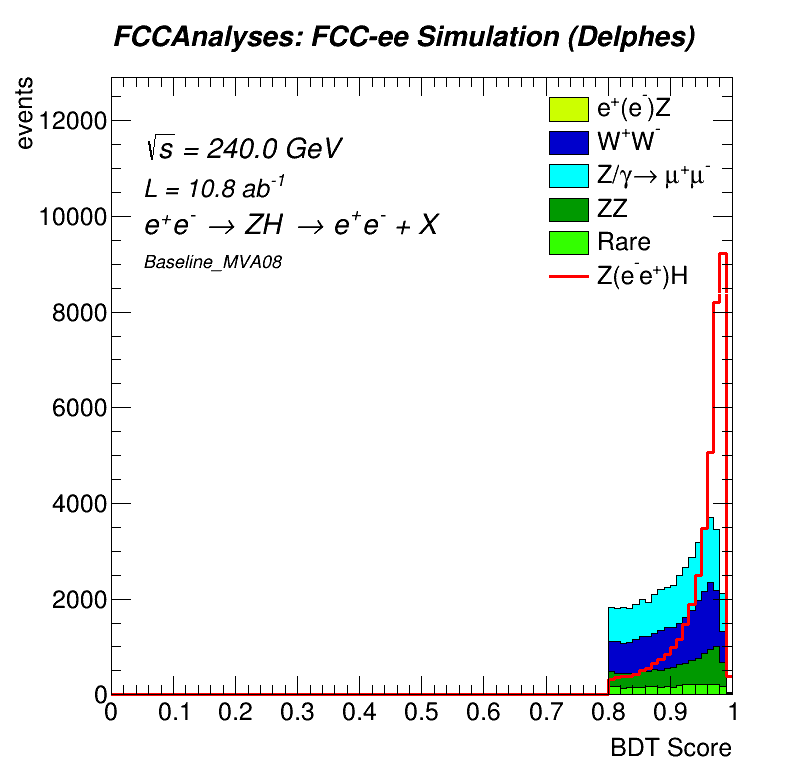 FCCAnalyses: FCC-ee Simulation (Delphes)
events
√s = 240.0 GeV
L = 10.8 ab⁻¹
e⁺e⁻ → ZH → e⁺e⁻ + X
Baseline_MVA08
e⁺(e⁻)Z
W⁺W⁻
Z/γ→ μ⁺μ⁻
ZZ
Rare
Z(e⁻e⁺)H
12000
10000
8000
6000
4000
2000
0
0 0.1 0.2 0.3 0.4 0.5 0.6 0.7 0.8 0.9 1
BDT Score